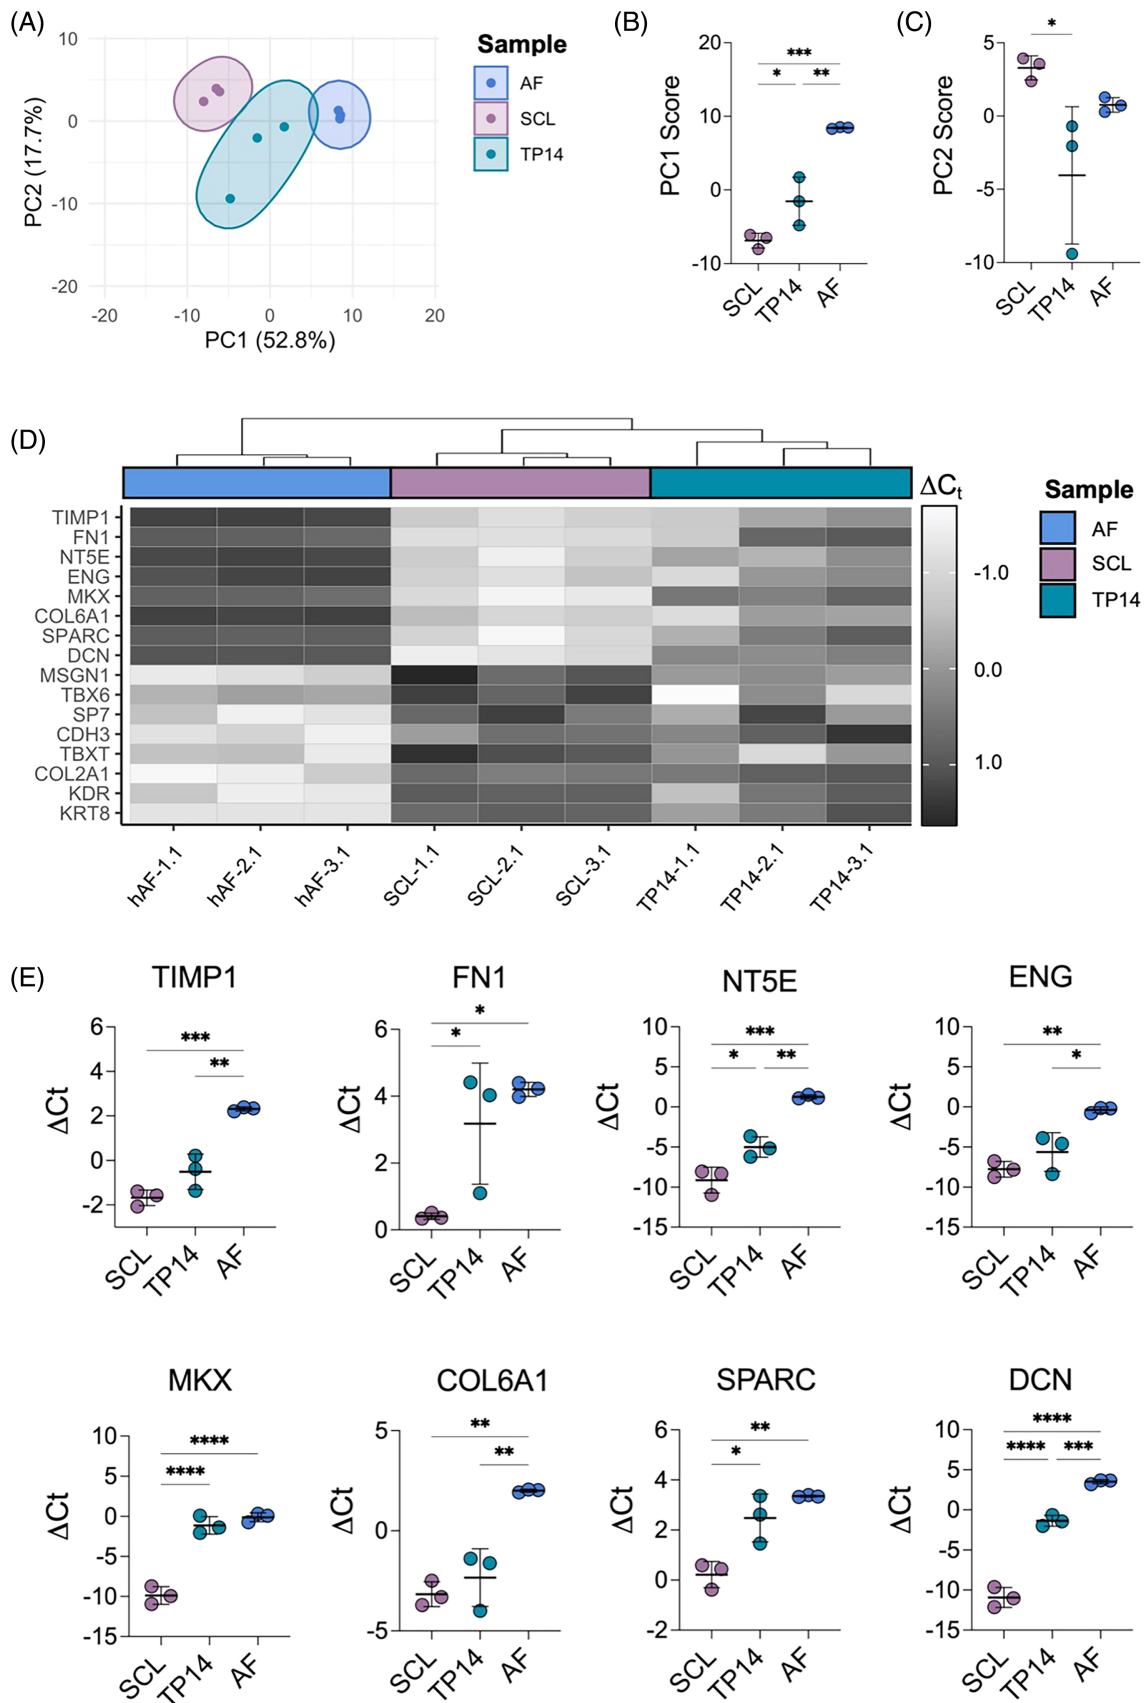 (A)
10
0
-10
-20
PC2 (17.7%)
-20 -10 0 10 20
PC1 (52.8%)
Sample
AF
SCL
TP14
(B)
20
10
0
-10
PC1 Score
***
* **
SCL TP14 AF
(C)
5
0
-5
-10
PC2 Score
*
SCL TP14 AF
(D)
TIMP1
FN1
NT5E
ENG
MKX
COL6A1
SPARC
DCN
MSGN1
TBX6
SP7
CDH3
TBXT
COL2A1
KDR
KRT8
hAF-1.1 hAF-2.1 hAF-3.1 SCL-1.1 SCL-2.1 SCL-3.1 TP14-1.1 TP14-2.1 TP14-3.1
ΔCt
-1.0
0.0
1.0
Sample
AF
SCL
TP14
(E)
TIMP1
6
4
2
0
-2
ΔCt
***
**
SCL TP14 AF
FN1
6
4
2
0
ΔCt
*
*
SCL TP14 AF
NT5E
10
5
0
-5
-10
-15
ΔCt
***
* **
SCL TP14 AF
ENG
10
5
0
-5
-10
-15
ΔCt
**
*
SCL TP14 AF
MKX
10
5
0
-5
-10
-15
ΔCt
****
****
SCL TP14 AF
COL6A1
5
0
-5
ΔCt
**
**
SCL TP14 AF
SPARC
6
4
2
0
-2
ΔCt
**
*
SCL TP14 AF
DCN
10
5
0
-5
-10
-15
ΔCt
****
**** ***
SCL TP14 AF